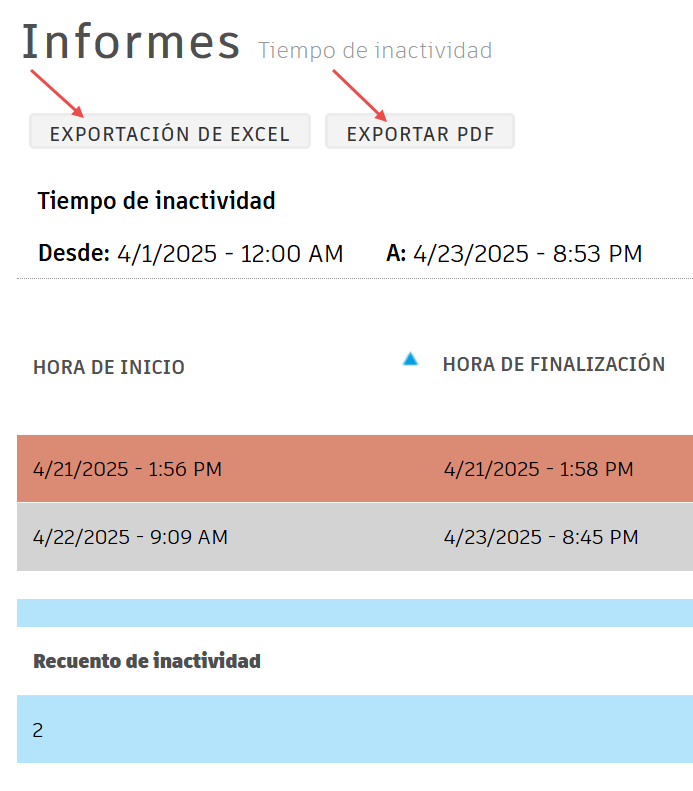 Informes Tiempo de inactividad
EXPORTACIÓN DE EXCEL EXPORTAR PDF
Tiempo de inactividad
Desde: 4/1/2025 - 12:00 AM A: 4/23/2025 - 8:53 PM
HORA DE INICIO HORA DE FINALIZACIÓN
4/21/2025 - 1:56 PM 4/21/2025 - 1:58 PM
4/22/2025 - 9:09 AM 4/23/2025 - 8:45 PM
Recuento de inactividad
2